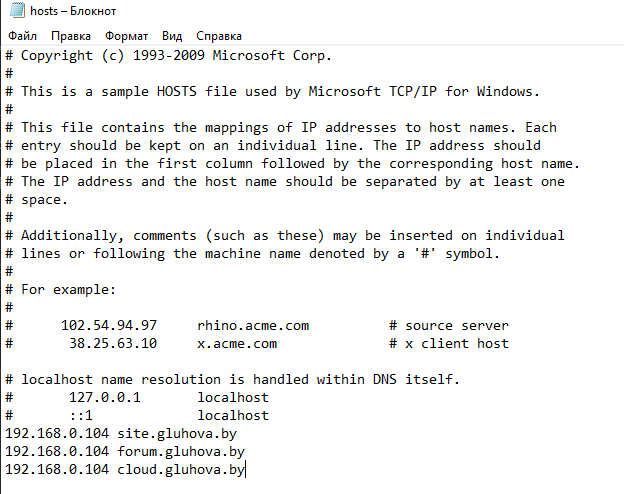 hosts – Блокнот
Файл Правка Формат Вид Справка
# Copyright (c) 1993-2009 Microsoft Corp.
#
# This is a sample HOSTS file used by Microsoft TCP/IP for Windows.
#
# This file contains the mappings of IP addresses to host names. Each
# entry should be kept on an individual line. The IP address should
# be placed in the first column followed by the corresponding host name.
# The IP address and the host name should be separated by at least one
# space.
#
# Additionally, comments (such as these) may be inserted on individual
# lines or following the machine name denoted by a '#' symbol.
#
# For example:
#
#      102.54.94.97     rhino.acme.com          # source server
#       38.25.63.10     x.acme.com              # x client host

# localhost name resolution is handled within DNS itself.
#       127.0.0.1       localhost
#       ::1             localhost
192.168.0.104 site.gluhova.by
192.168.0.104 forum.gluhova.by
192.168.0.104 cloud.gluhova.by